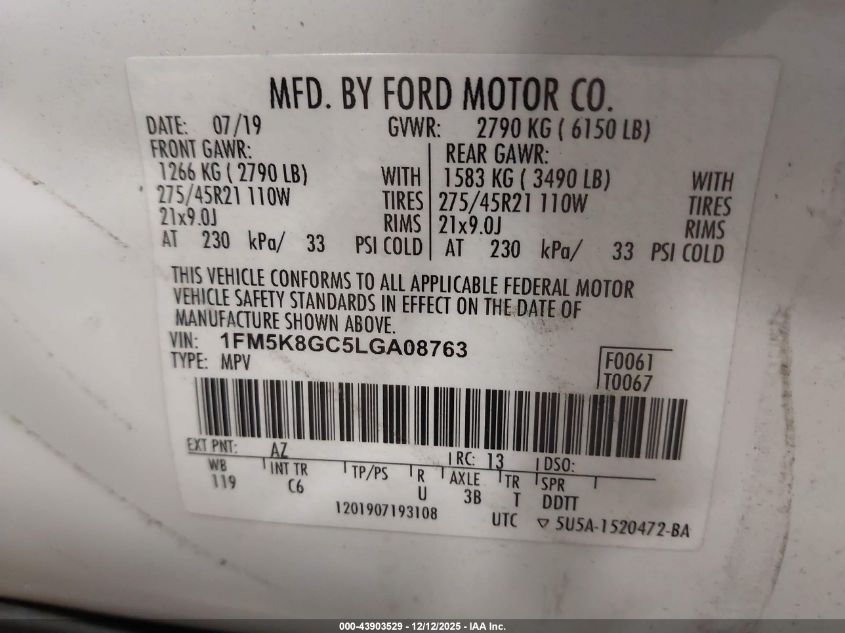 MFD. BY FORD MOTOR CO.
DATE: 07/19 GVWR: 2790 KG ( 6150 LB)
FRONT GAWR: REAR GAWR:
1266 KG ( 2790 LB) WITH 1583 KG ( 3490 LB) WITH
275/45R21 110W TIRES 275/45R21 110W TIRES
21x9.0J RIMS 21x9.0J RIMS
AT 230 kPa/ 33 PSI COLD AT 230 kPa/ 33 PSI COLD
THIS VEHICLE CONFORMS TO ALL APPLICABLE FEDERAL MOTOR
VEHICLE SAFETY STANDARDS IN EFFECT ON THE DATE OF
MANUFACTURE SHOWN ABOVE.
VIN: 1FM5K8GC5LGA08763
TYPE: MPV F0061
T0067
EXT PNT: AZ RC: 13 DSO:
WB INT TR TP/PS R AXLE TR SPR
119 C6 U 3B T DDTT
1201907193108 UTC ▽ 5U5A-1520472-BA
000-43903529 - 12/12/2025 - IAA Inc.